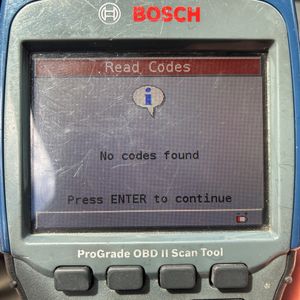 BOSCH
Read Codes
No codes found
Press ENTER to continue
ProGrade OBD II Scan Tool